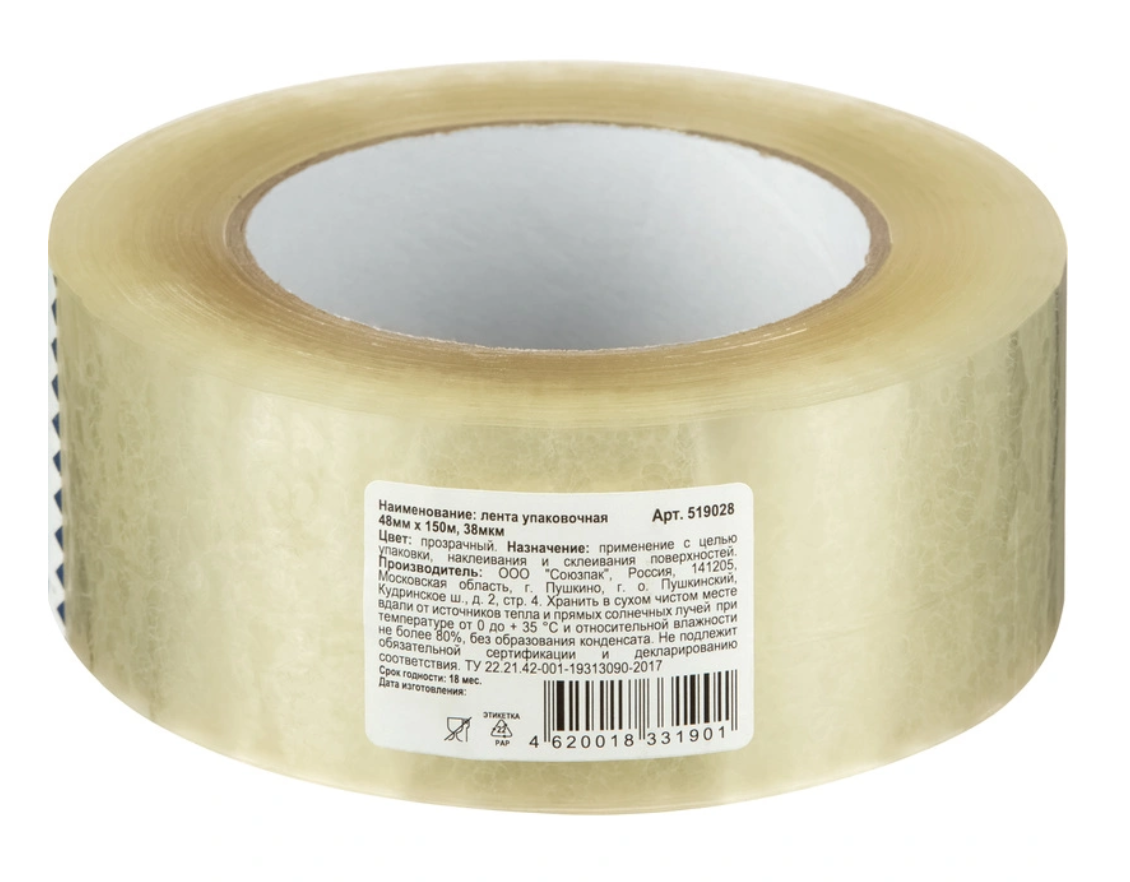 Наименование: лента упаковочная Арт. 519028
48мм х 150м, 38мкм
Цвет: прозрачный. Назначение: применение с целью
упаковки, наклеивания и склеивания поверхностей.
Производитель: ООО "Союзпак", Россия, 141205,
Московская область, г. Пушкино, г. о. Пушкинский,
Кудринское ш., д. 2, стр. 4. Хранить в сухом чистом месте
вдали от источников тепла и прямых солнечных лучей при
температуре от 0 до + 35 °C и относительной влажности
не более 80%, без образования конденсата. Не подлежит
обязательной сертификации и декларированию
соответствия. ТУ 22.21.42-001-19313090-2017
Срок годности: 18 мес.
Дата изготовления:
ЭТИКЕТКА
22
PAP
4 620018 331901